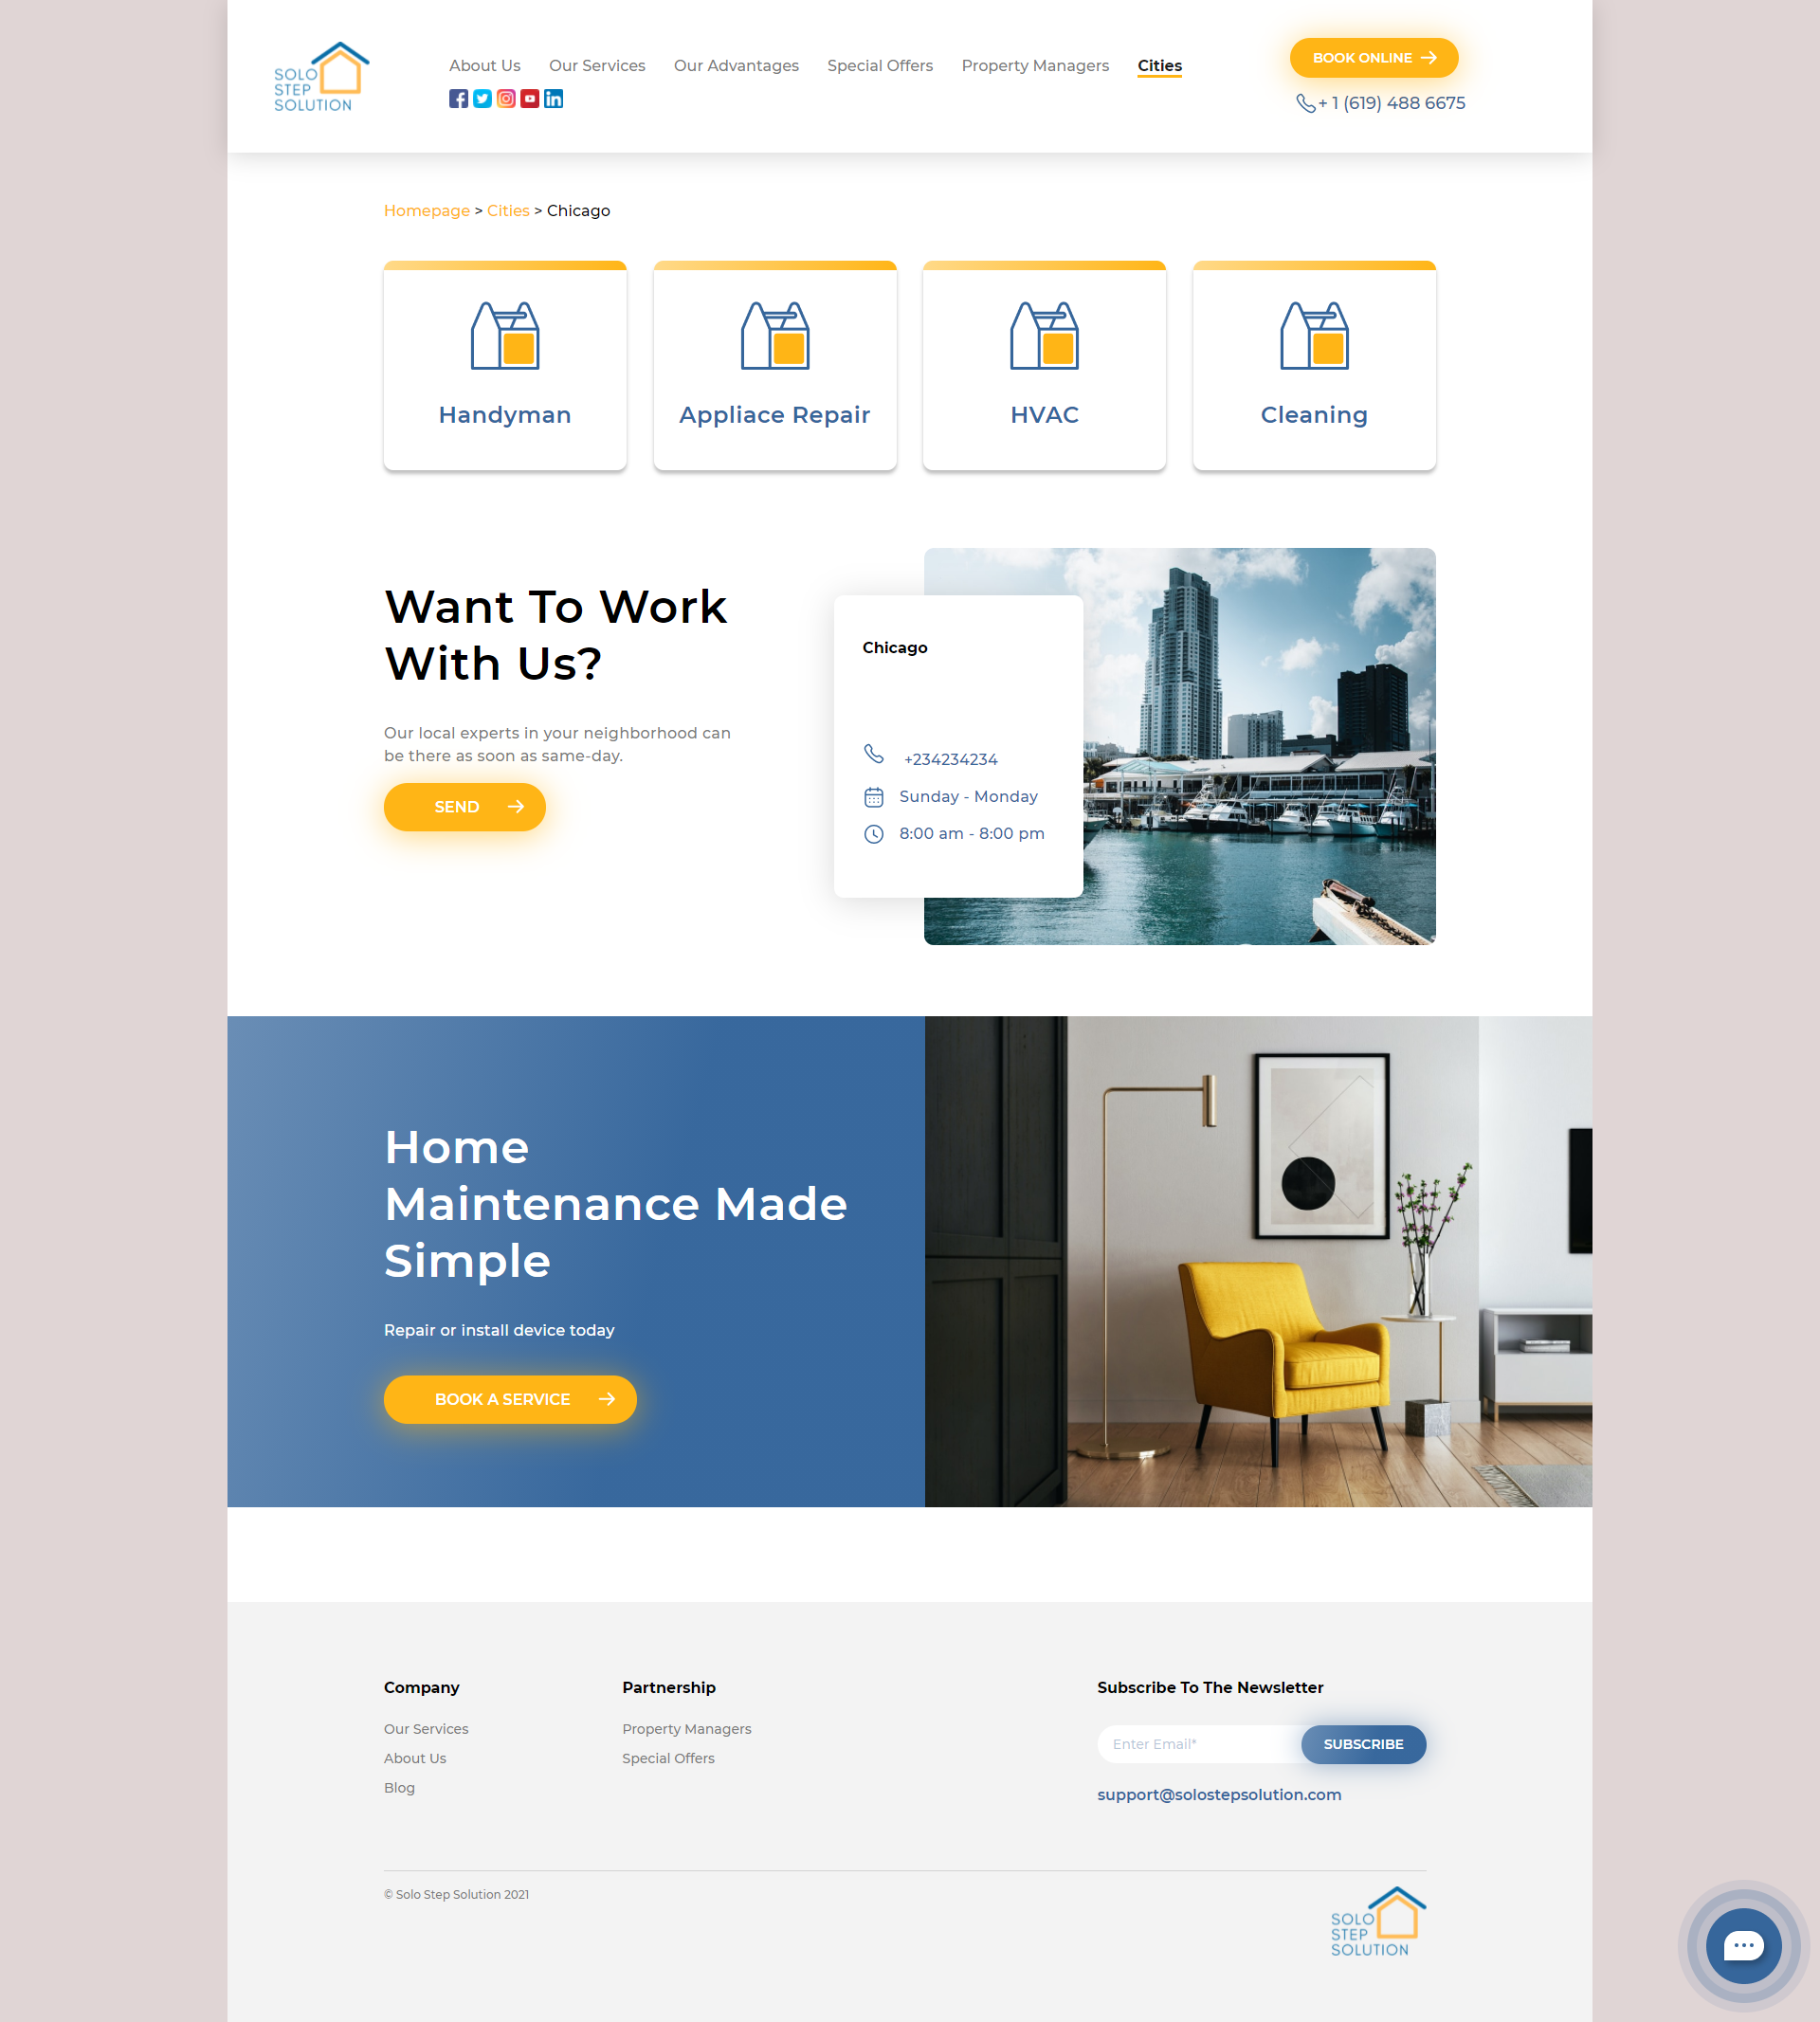 SOLO
STEP
SOLUTION
About Us Our Services Our Advantages Special Offers Property Managers Cities
BOOK ONLINE
+ 1 (619) 488 6675
Homepage > Cities > Chicago
Handyman
Appliace Repair
HVAC
Cleaning
Want To Work
With Us?
Our local experts in your neighborhood can
be there as soon as same-day.
SEND
Chicago
+234234234
Sunday - Monday
8:00 am - 8:00 pm
Home
Maintenance Made
Simple
Repair or install device today
BOOK A SERVICE
Company
Our Services
About Us
Blog
Partnership
Property Managers
Special Offers
Subscribe To The Newsletter
Enter Email*
SUBSCRIBE
support@solostepsolution.com
© Solo Step Solution 2021
SOLO
STEP
SOLUTION